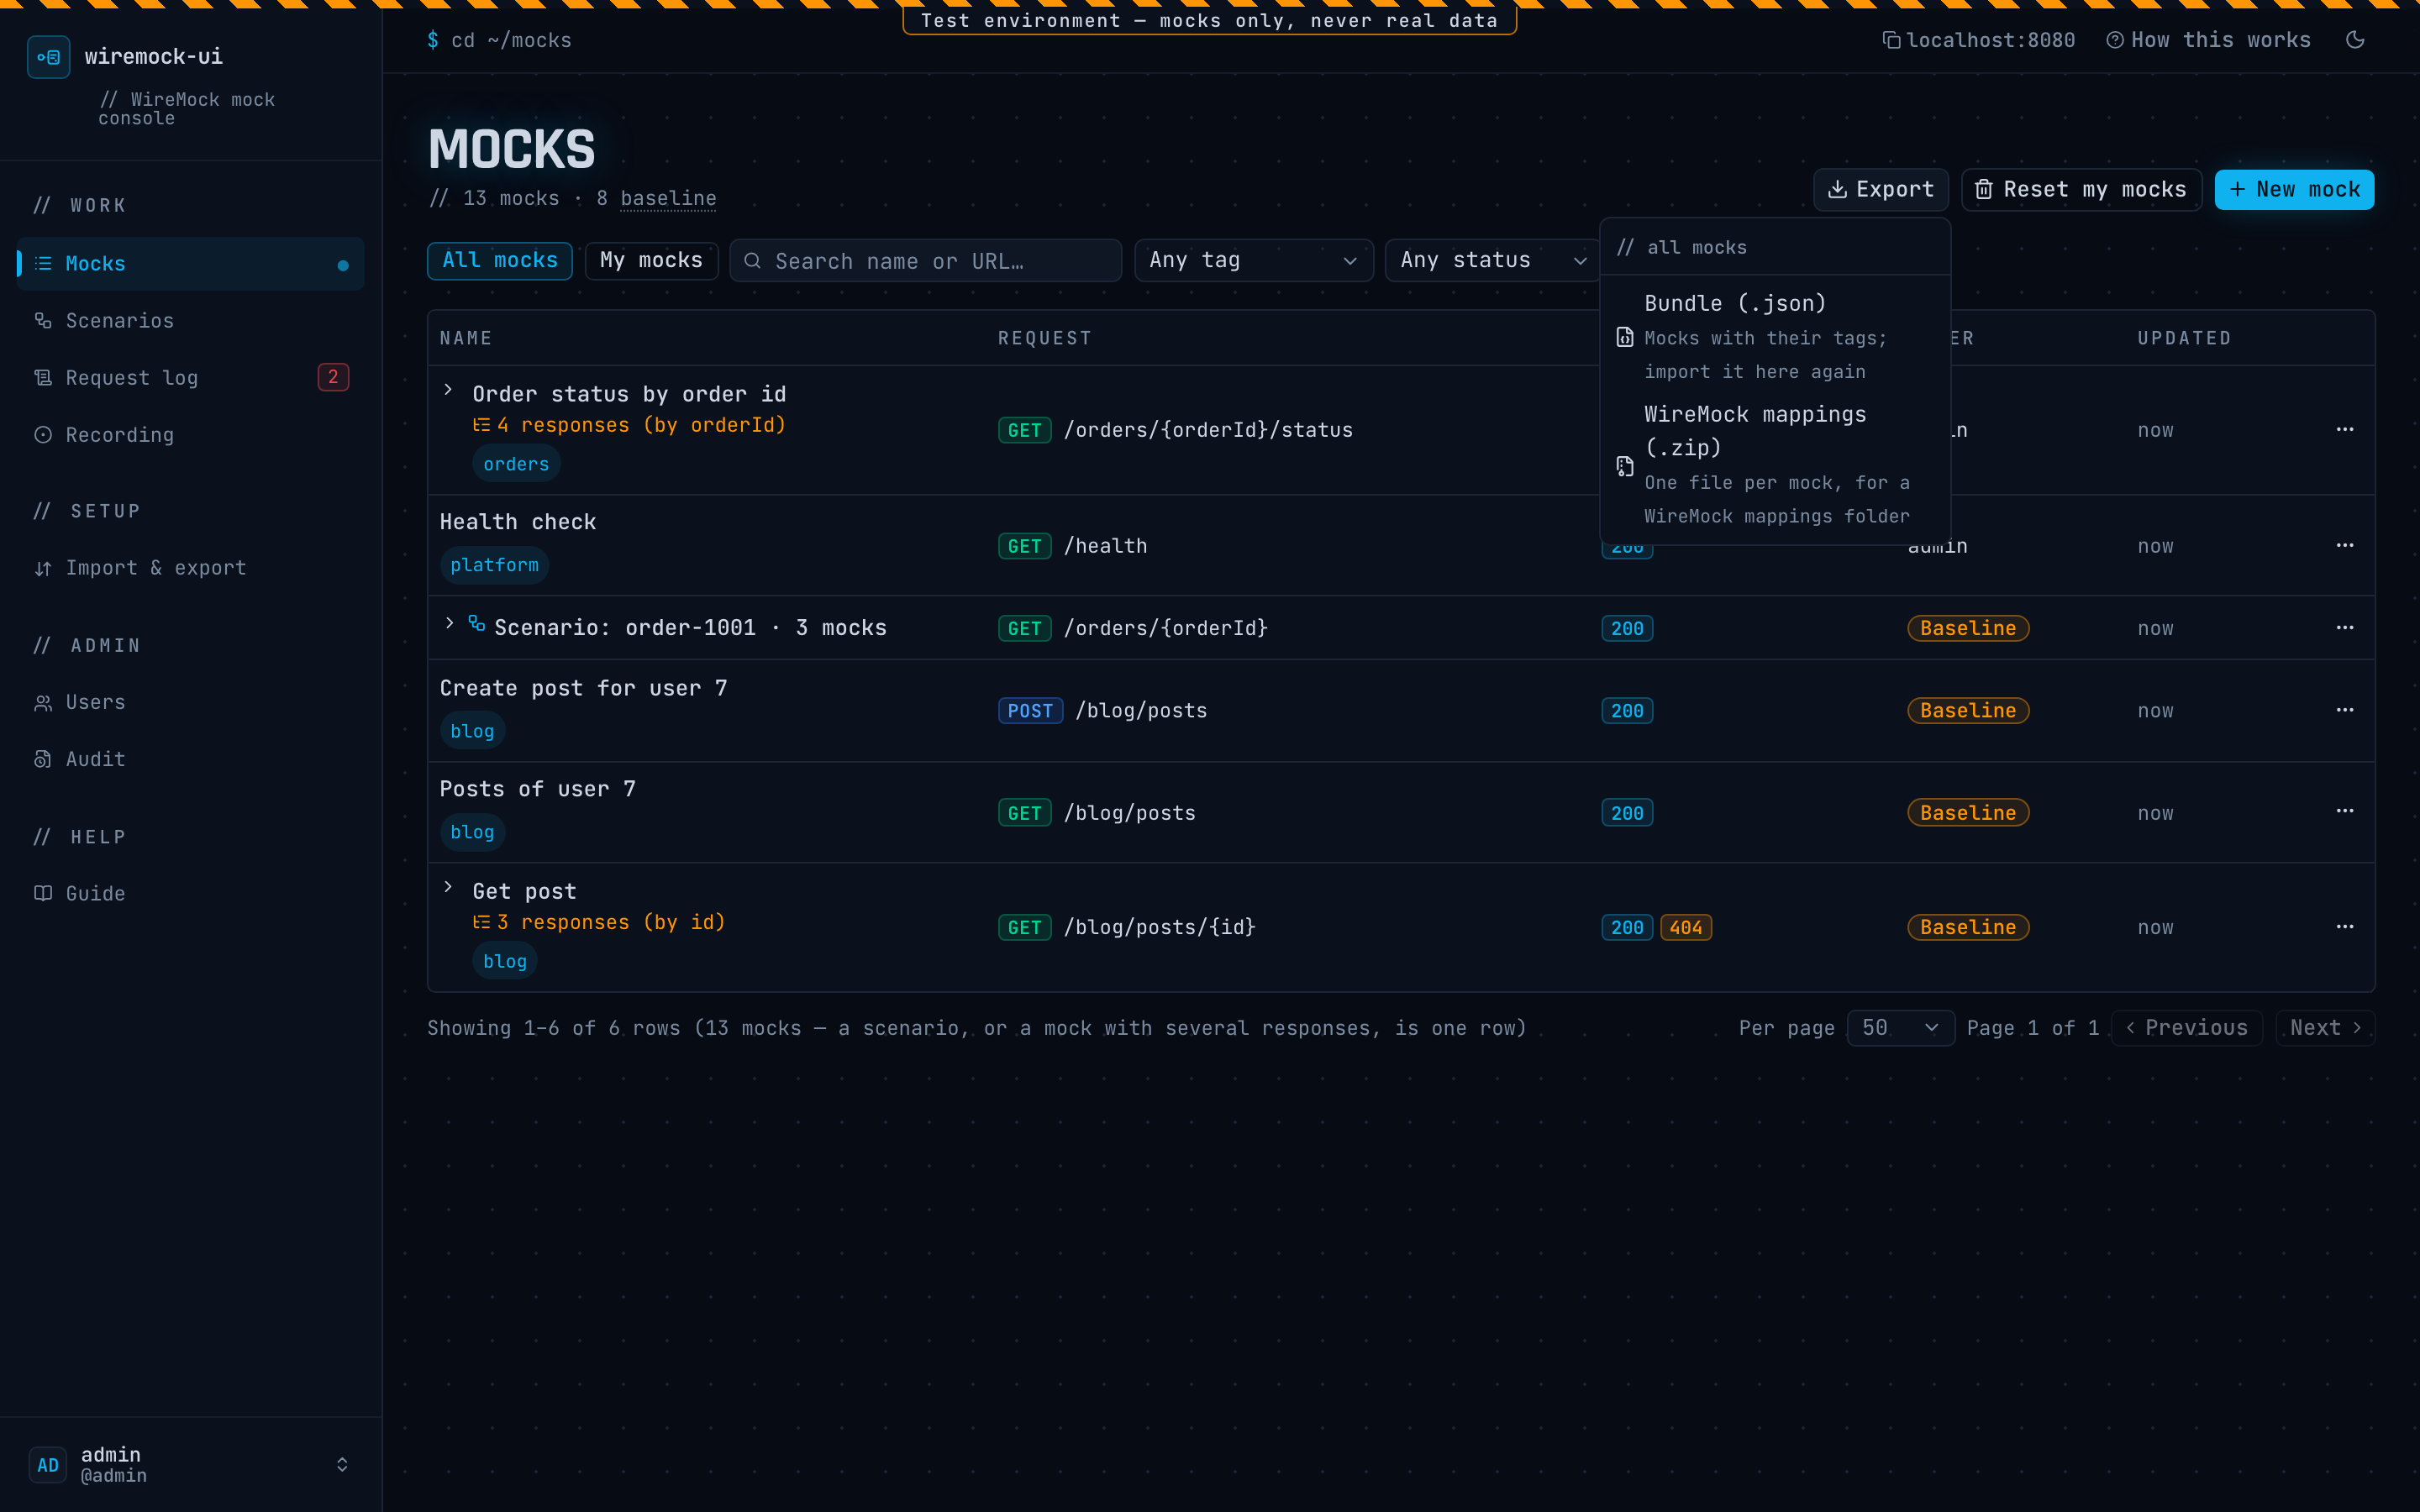 Test environment — mocks only, never real data
wiremock-ui
// WireMock mock
console
$ cd ~/mocks
localhost:8080
How this works
// WORK
Mocks
Scenarios
Request log 2
Recording
// SETUP
Import & export
// ADMIN
Users
Audit
// HELP
Guide
AD
admin
@admin
MOCKS
// 13 mocks · 8 baseline
Export
Reset my mocks
New mock
All mocks
My mocks
Search name or URL…
Any tag
Any status
// all mocks
Bundle (.json)
Mocks with their tags;
import it here again
WireMock mappings
(.zip)
One file per mock, for a
WireMock mappings folder
NAME REQUEST UPDATED
Order status by order id
4 responses (by orderId)
orders
GET /orders/{orderId}/status
now
Health check
platform
GET /health
200
admin
now
Scenario: order-1001 · 3 mocks
GET /orders/{orderId}
200
Baseline
now
Create post for user 7
blog
POST /blog/posts
200
Baseline
now
Posts of user 7
blog
GET /blog/posts
200
Baseline
now
Get post
3 responses (by id)
blog
GET /blog/posts/{id}
200 404
Baseline
now
Showing 1–6 of 6 rows (13 mocks — a scenario, or a mock with several responses, is one row)
Per page 50 Page 1 of 1 Previous Next